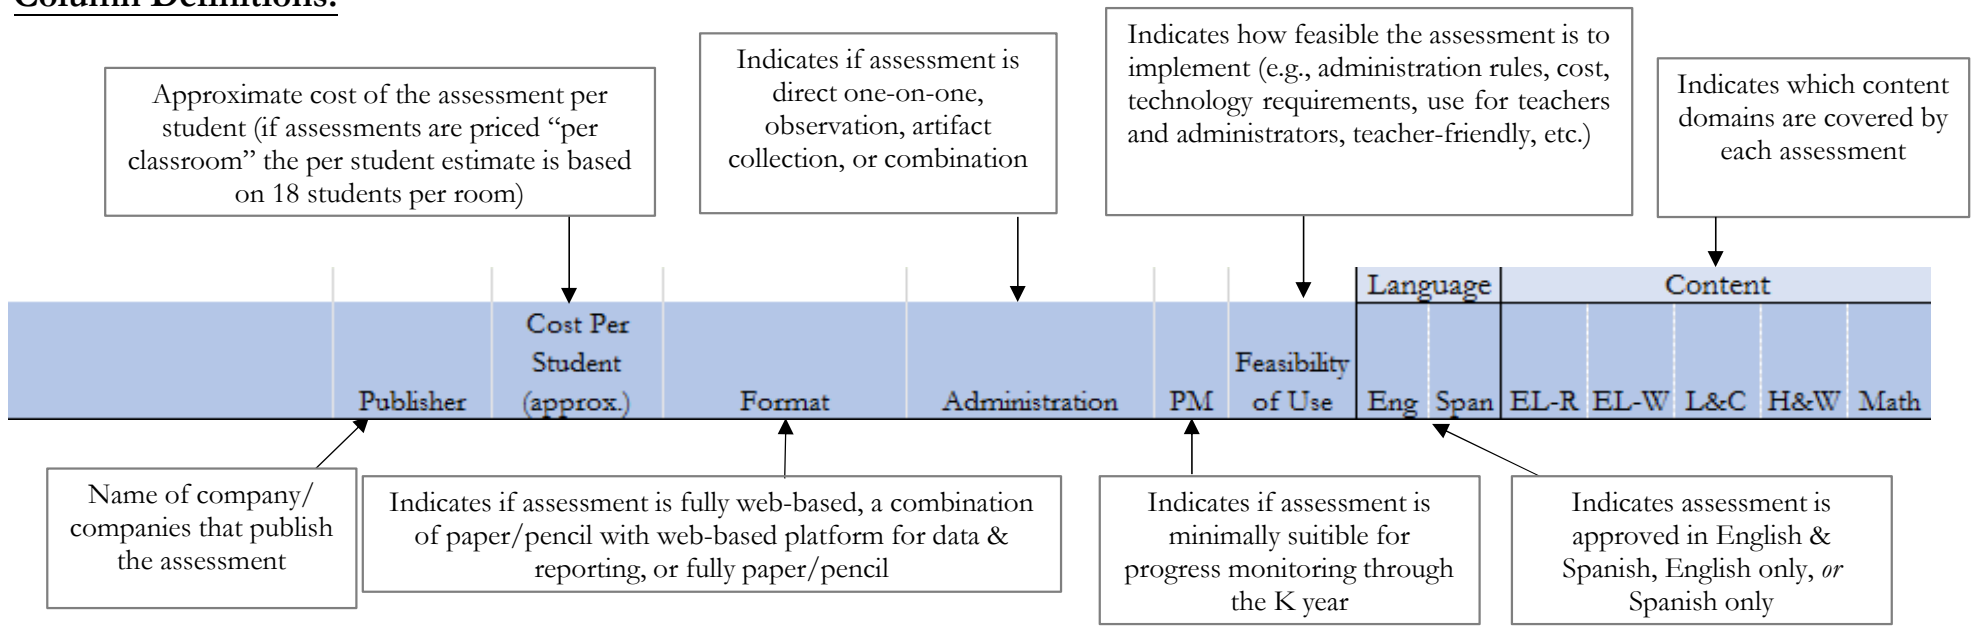 Column Definitions:
Approximate cost of the assessment per
student (if assessments are priced “per
classroom” the per student estimate is based
on 18 students per room)
Indicates if assessment is
direct one-on-one,
observation, artifact
collection, or combination
Indicates how feasible the assessment is to
implement (e.g., administration rules, cost,
technology requirements, use for teachers
and administrators, teacher-friendly, etc.)
Indicates which content
domains are covered by
each assessment
Language
Content
Publisher
Cost Per
Student
(approx.)
Format
Administration
PM
Feasibility
of Use
Eng
Span
EL-R
EL-W
L&C
H&W
Math
Name of company/
companies that publish
the assessment
Indicates if assessment is fully web-based, a combination
of paper/pencil with web-based platform for data &
reporting, or fully paper/pencil
Indicates if assessment is
minimally suitible for
progress monitoring through
the K year
Indicates assessment is
approved in English &
Spanish, English only, or
Spanish only